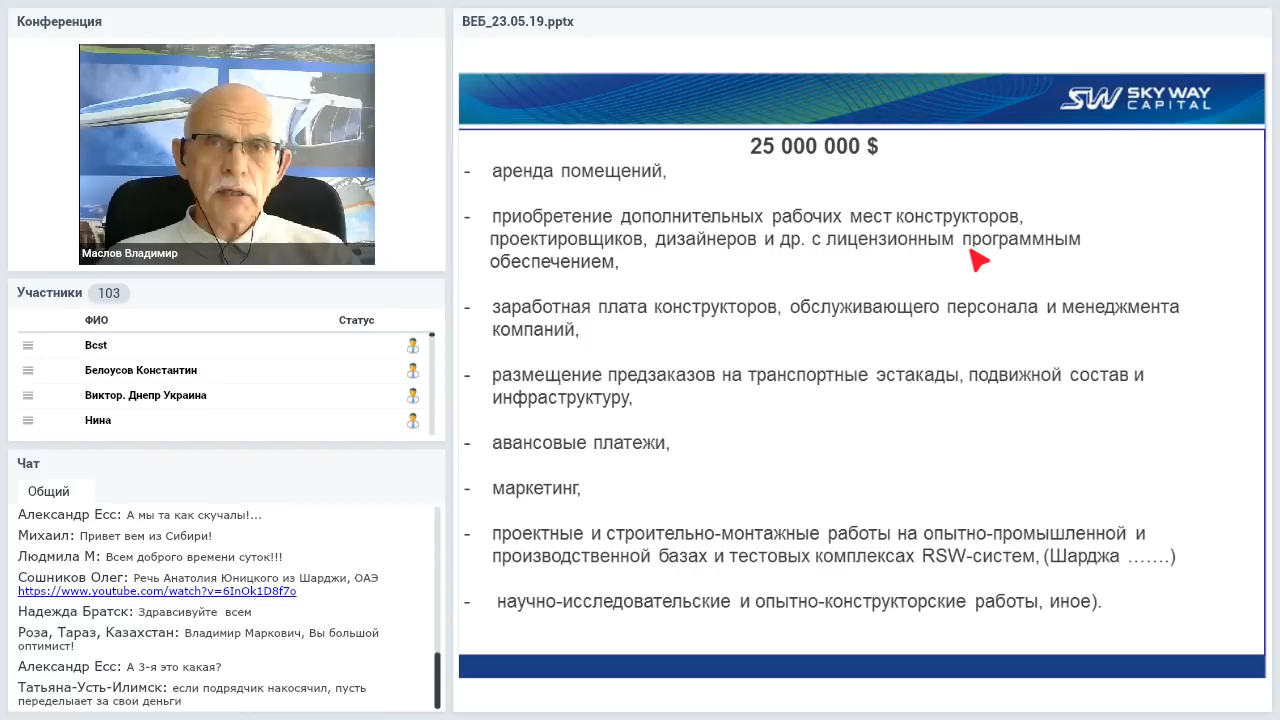 Конференция
Маслов Владимир
Участники 103
ФИО Статус
Bcst
Белоусов Константин
Виктор. Днепр Украина
Нина
Чат
Общий
Александр Есс: А мы та как скучалы!...
Михаил: Привет вем из Сибири!
Людмила М: Всем доброго времени суток!!!
Сошников Олег: Речь Анатолия Юницкого из Шарджи, ОАЭ
https://www.youtube.com/watch?v=6InOk1D8f7o
Надежда Братск: Здравсивуйте всем
Роза, Тараз, Казахстан: Владимир Маркович, Вы большой
оптимист!
Александр Есс: А 3-я это какая?
Татьяна-Усть-Илимск: если подрядчик накосячил, пусть
переделыает за свои деньги
ВЕБ_23.05.19.pptx
SW SKY WAY
CAPITAL
25 000 000 $
- аренда помещений,
- приобретение дополнительных рабочих мест конструкторов,
проектировщиков, дизайнеров и др. с лицензионным программным
обеспечением,
- заработная плата конструкторов, обслуживающего персонала и менеджмента
компаний,
- размещение предзаказов на транспортные эстакады, подвижной состав и
инфраструктуру,
- авансовые платежи,
- маркетинг,
- проектные и строительно-монтажные работы на опытно-промышленной и
производственной базах и тестовых комплексах RSW-систем, (Шарджа …….)
- научно-исследовательские и опытно-конструкторские работы, иное).